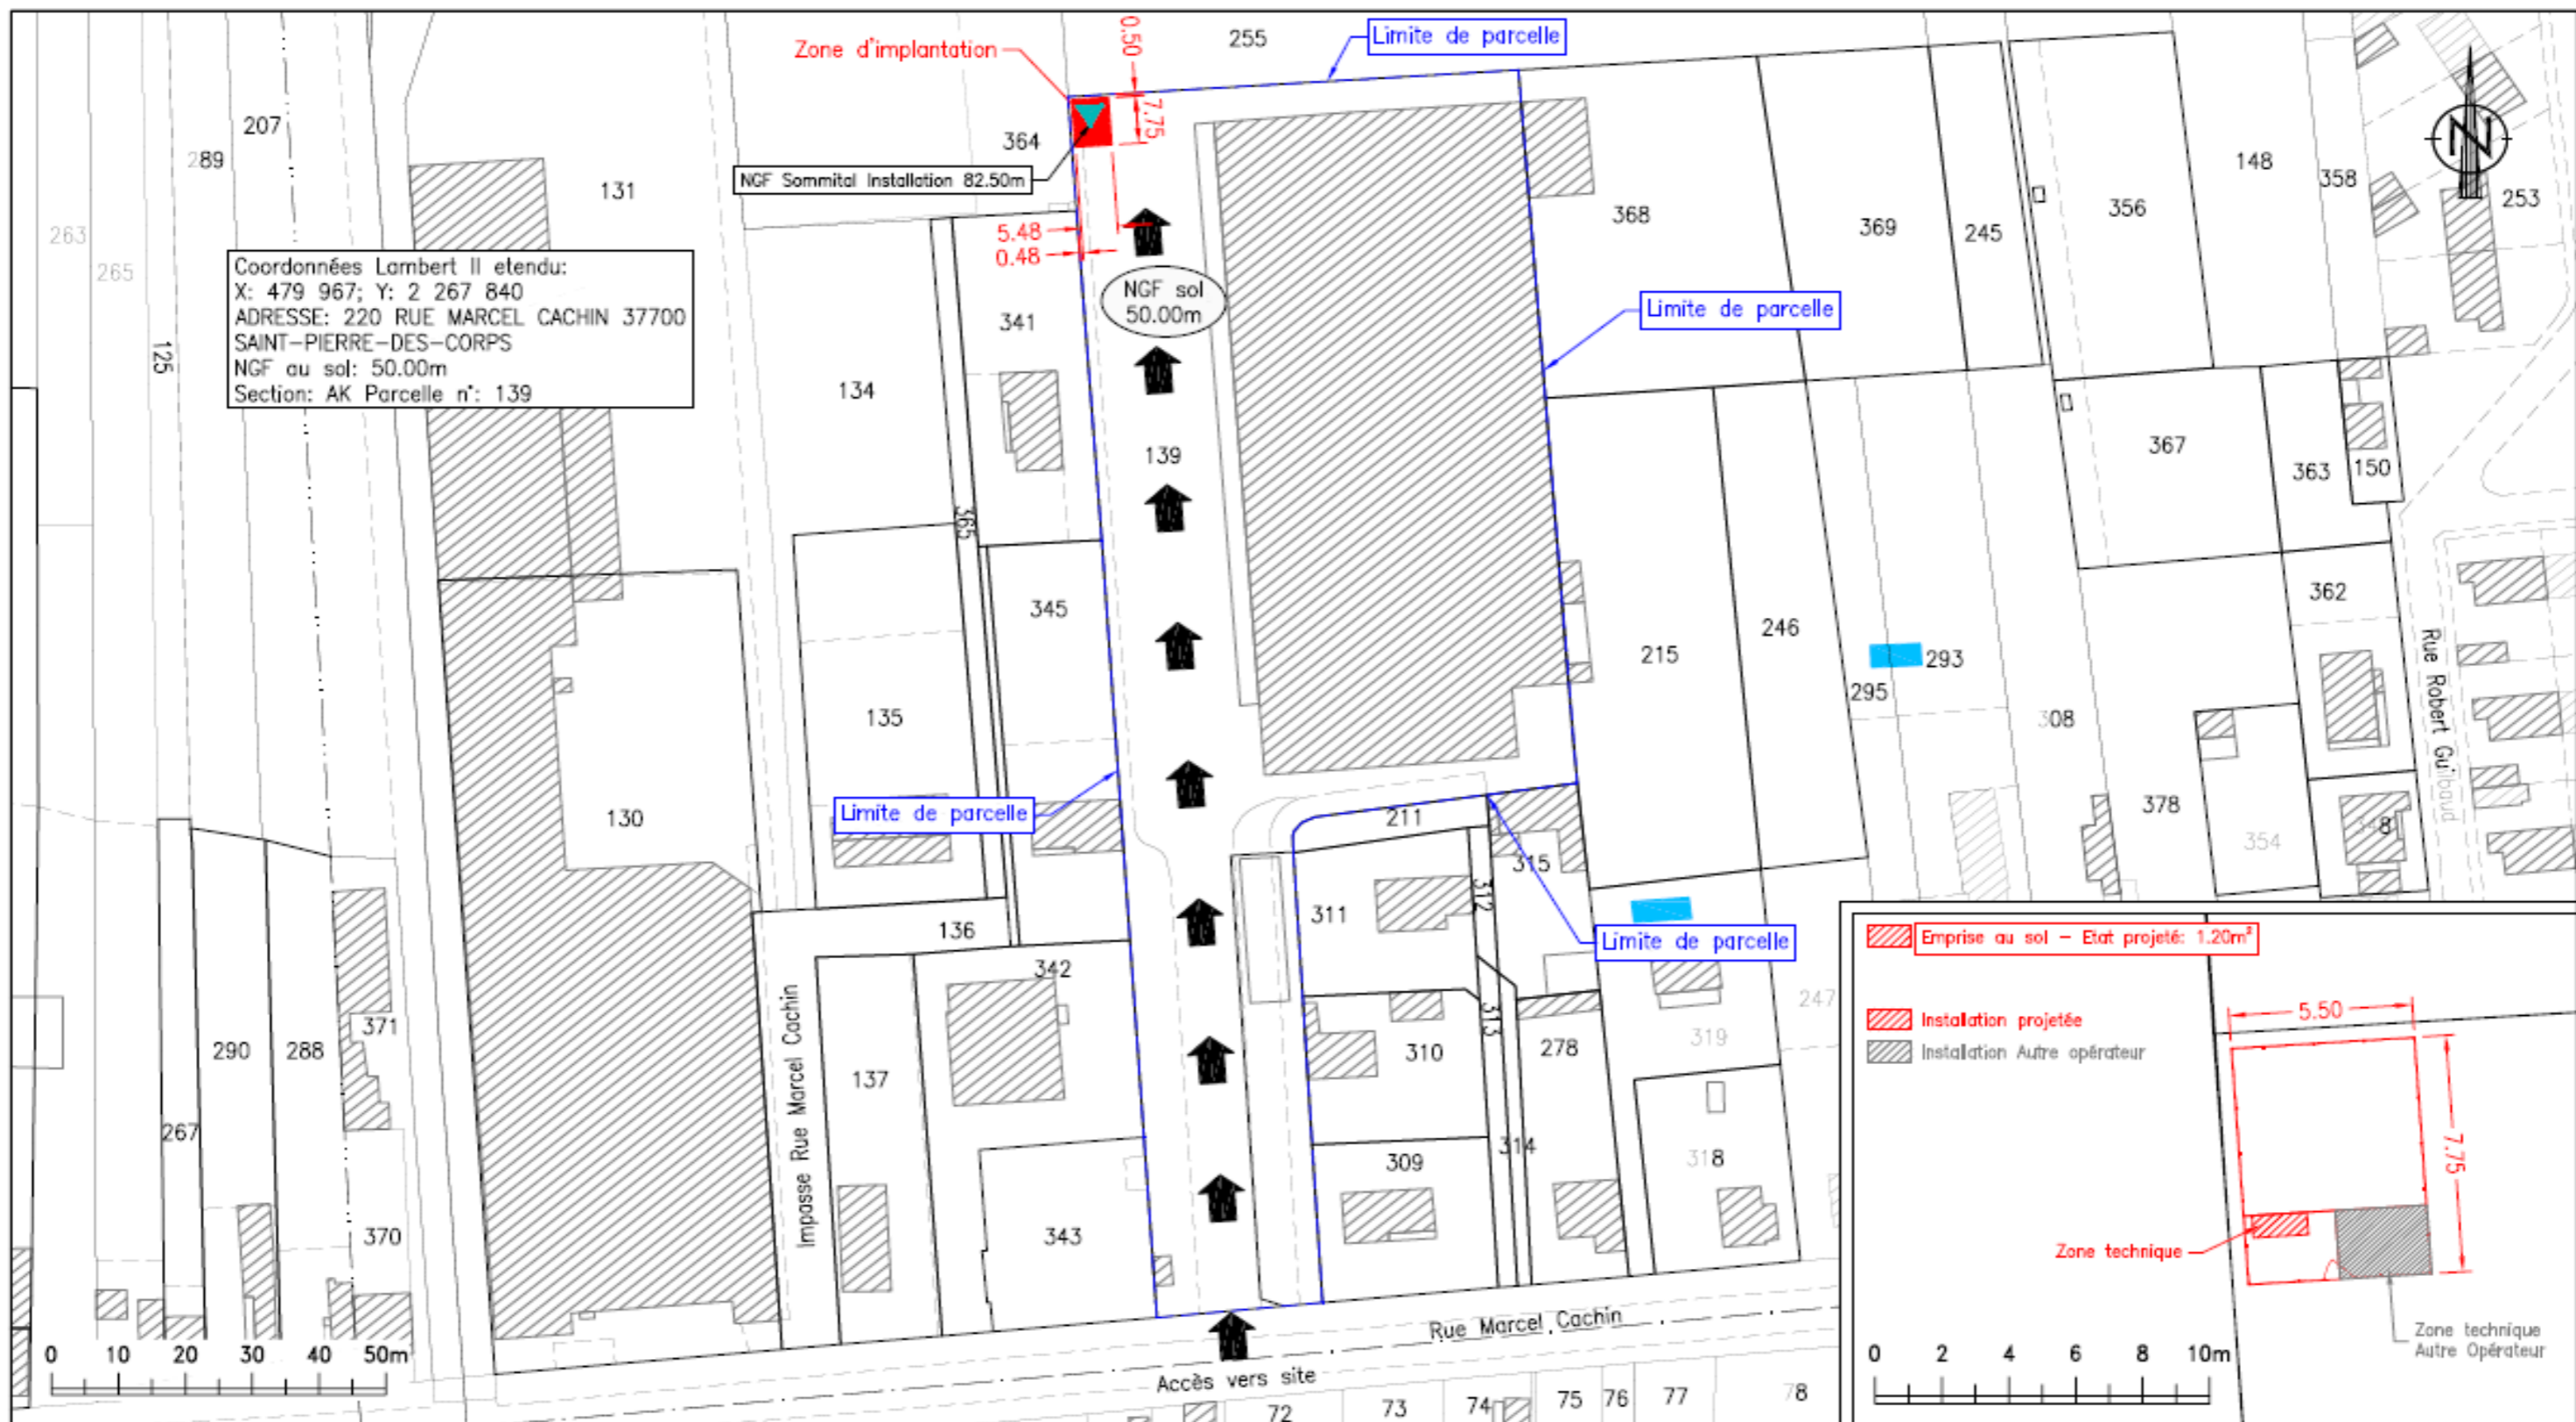 255
Limite de parcelle
0.50
Zone d'implantation
7.75
207
289
364
131
NGF Sommital Installation 82.50m
148
358
253
356
368
369
245
263
265
5.48
0.48
NGF sol
50.00m
Coordonnées Lambert II etendu:
X: 479 967; Y: 2 267 840
ADRESSE: 220 RUE MARCEL CACHIN 37700
SAINT-PIERRE-DES-CORPS
NGF au sol: 50.00m
Section: AK Parcelle n°: 139
N
Limite de parcelle
341
125
134
139
367
363
150
365
345
362
246
215
293
295
308
Rue Robert Guibaud
135
130
Limite de parcelle
211
378
354
348
315
311
312
136
Limite de parcelle
342
247
Impasse Rue Marcel Cachin
371
290
288
137
310
313
278
319
267
309
314
318
343
370
Rue Marcel Cachin
Accès vers site
0 10 20 30 40 50m
72
73
74
75
76
77
78
Emprise au sol - Etat projeté: 1.20m²
Installation projetée
Installation Autre opérateur
5.50
7.75
Zone technique
Zone technique
Autre Opérateur
0 2 4 6 8 10m